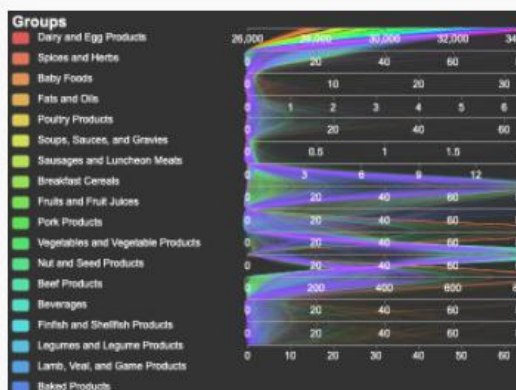 Groups
Dairy and Egg Products
Spices and Herbs
Baby Foods
Fats and Oils
Poultry Products
Soups, Sauces, and Gravies
Sausages and Luncheon Meats
Breakfast Cereals
Fruits and Fruit Juices
Pork Products
Vegetables and Vegetable Products
Nut and Seed Products
Beef Products
Beverages
Finfish and Shellfish Products
Legumes and Legume Products
Lamb, Veal, and Game Products
Baked Products
26,000 28,000 30,000 32,000
0 20 40 60
0 10 20 30
0 1 2 3 4 5 6
0 20 40 60
0 0.5 1 1.5
0 3 6 9 12
0 20 40 60
0 20 40 60
0 20 40 60
0 200 400 600
0 20 40 60
0 20 40 60
0 10 20 30 40 50 60